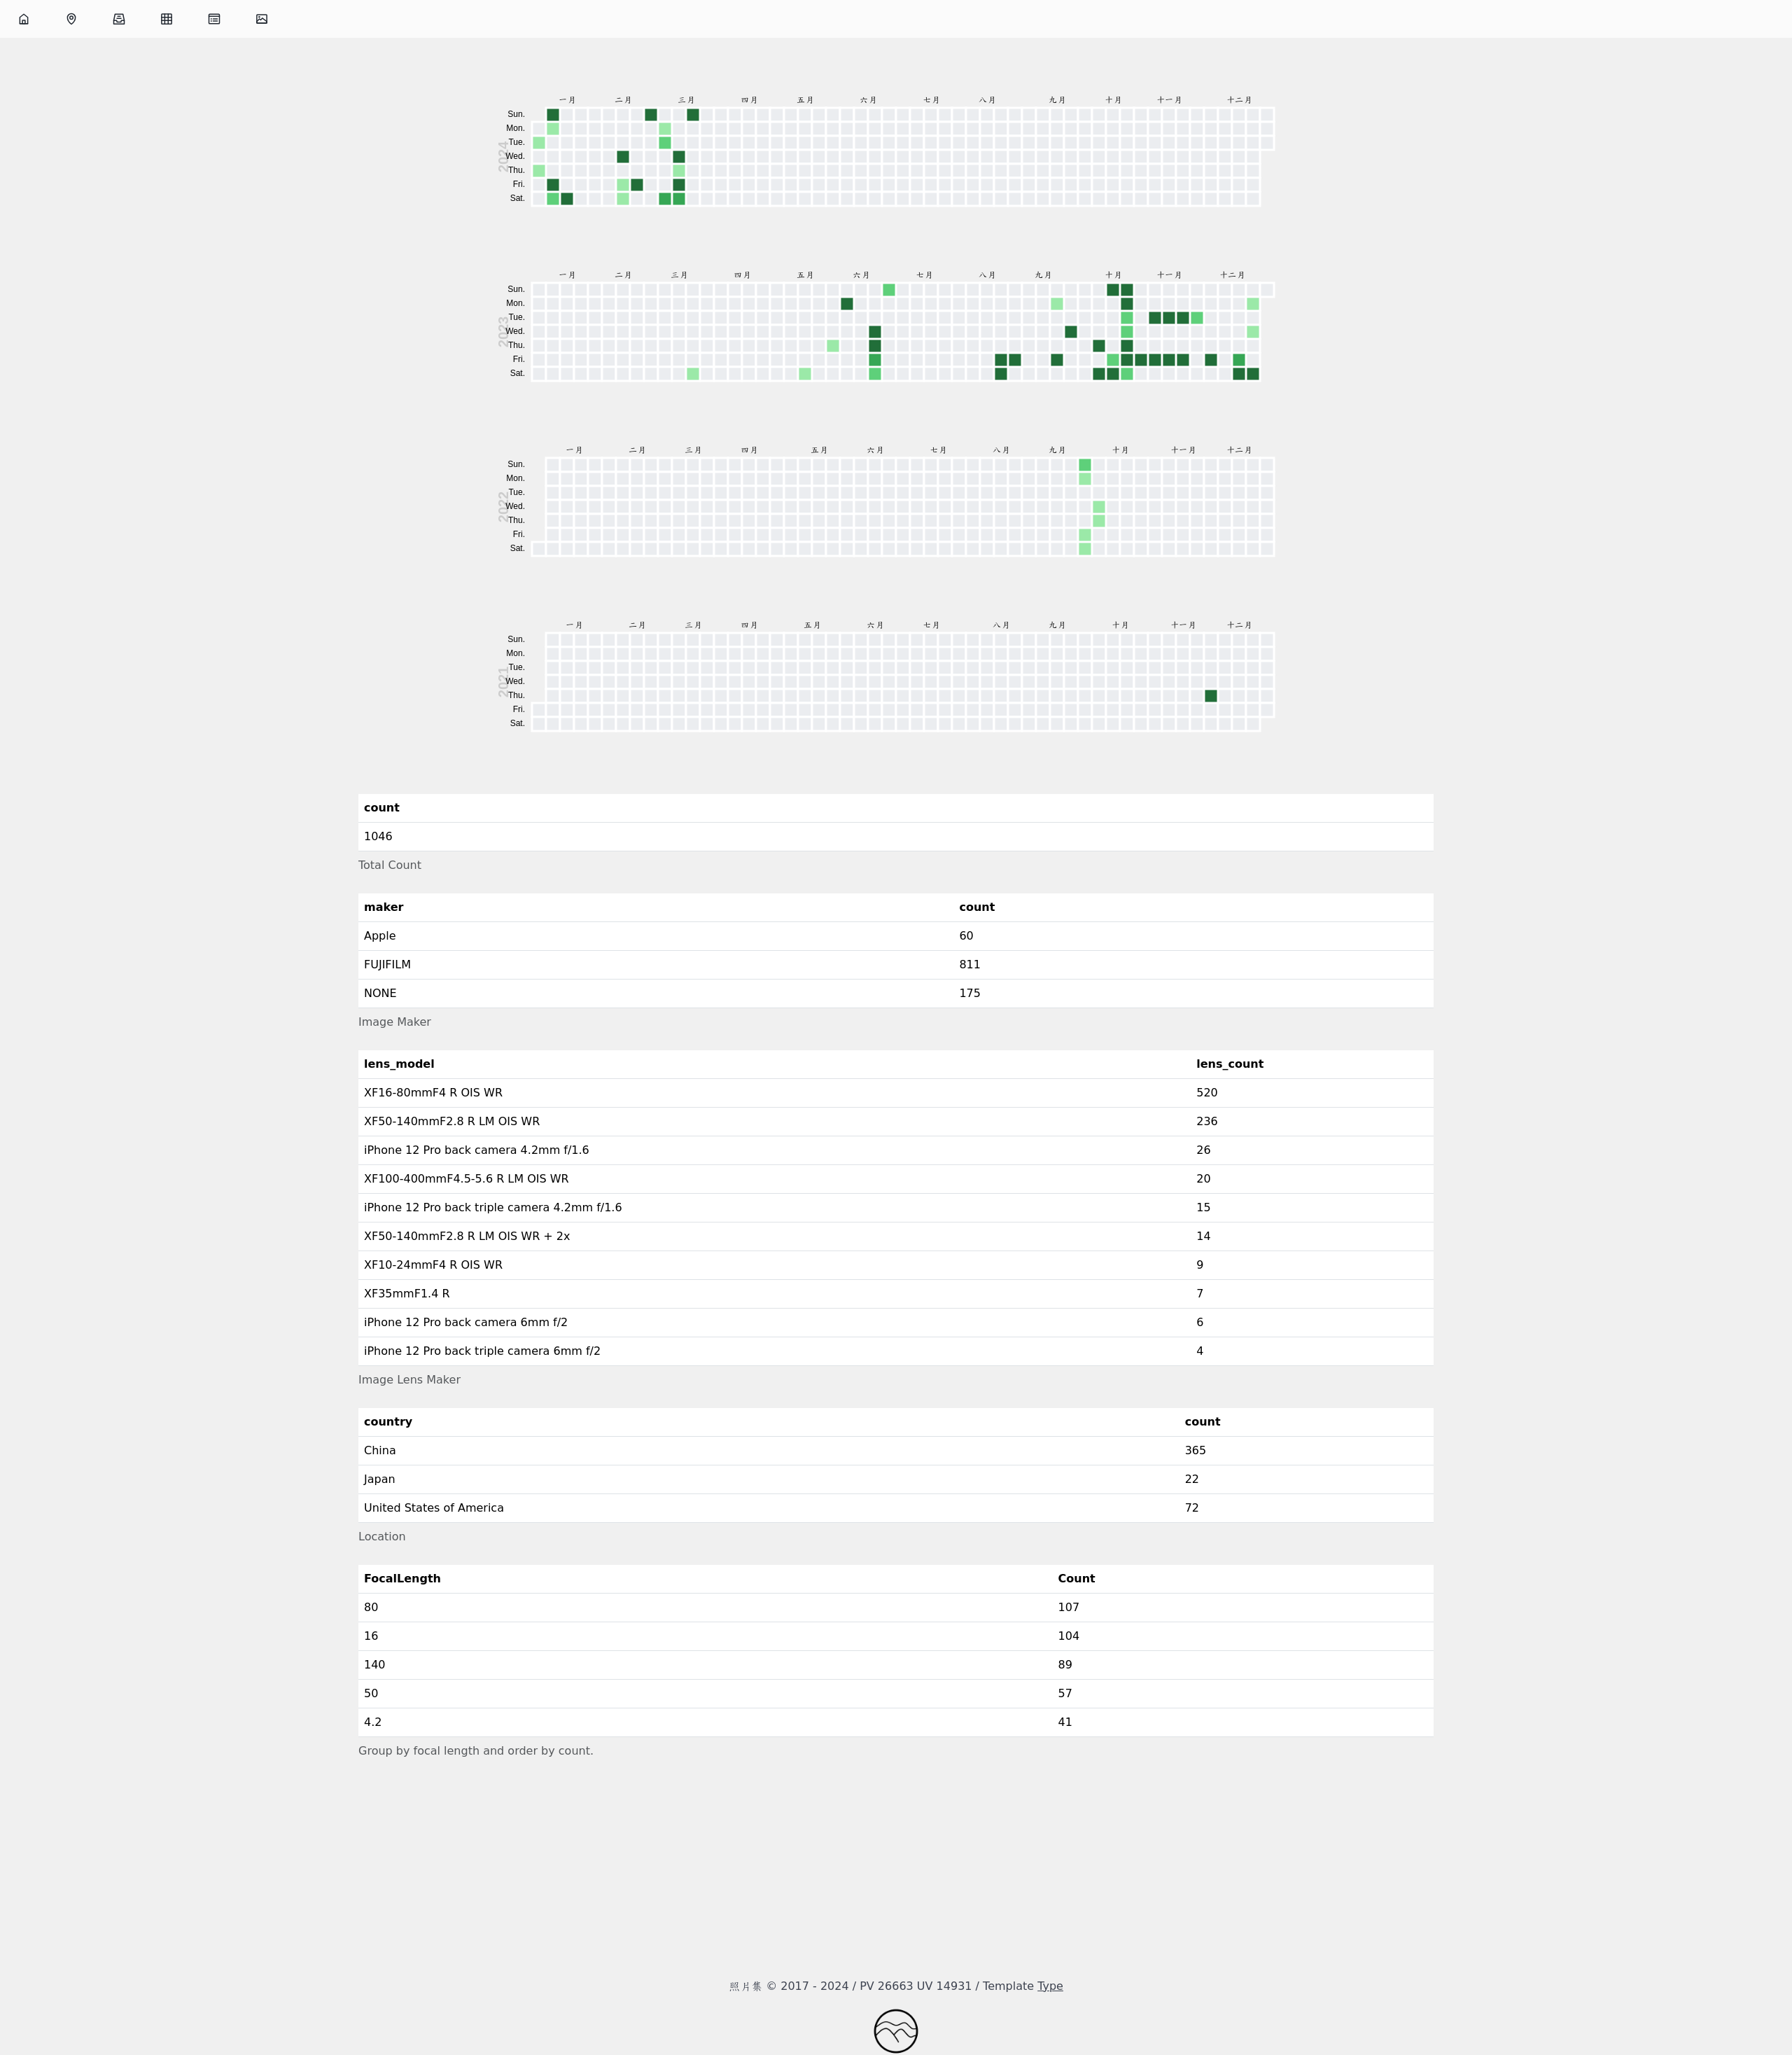 一月 二月 三月 四月 五月 六月 七月 八月 九月 十月 十一月 十二月
2024
Sun.
Mon.
Tue.
Wed.
Thu.
Fri.
Sat.
一月 二月 三月 四月 五月 六月 七月 八月 九月 十月 十一月 十二月
2023
Sun.
Mon.
Tue.
Wed.
Thu.
Fri.
Sat.
一月 二月 三月 四月 五月 六月 七月 八月 九月 十月 十一月 十二月
2022
Sun.
Mon.
Tue.
Wed.
Thu.
Fri.
Sat.
一月 二月 三月 四月 五月 六月 七月 八月 九月 十月 十一月 十二月
2021
Sun.
Mon.
Tue.
Wed.
Thu.
Fri.
Sat.
count
1046
Total Count
maker count
Apple 60
FUJIFILM 811
NONE 175
Image Maker
lens_model lens_count
XF16-80mmF4 R OIS WR 520
XF50-140mmF2.8 R LM OIS WR 236
iPhone 12 Pro back camera 4.2mm f/1.6 26
XF100-400mmF4.5-5.6 R LM OIS WR 20
iPhone 12 Pro back triple camera 4.2mm f/1.6 15
XF50-140mmF2.8 R LM OIS WR + 2x 14
XF10-24mmF4 R OIS WR 9
XF35mmF1.4 R 7
iPhone 12 Pro back camera 6mm f/2 6
iPhone 12 Pro back triple camera 6mm f/2 4
Image Lens Maker
country count
China 365
Japan 22
United States of America 72
Location
FocalLength Count
80 107
16 104
140 89
50 57
4.2 41
Group by focal length and order by count.
照片集 © 2017 - 2024 / PV 26663 UV 14931 / Template Type